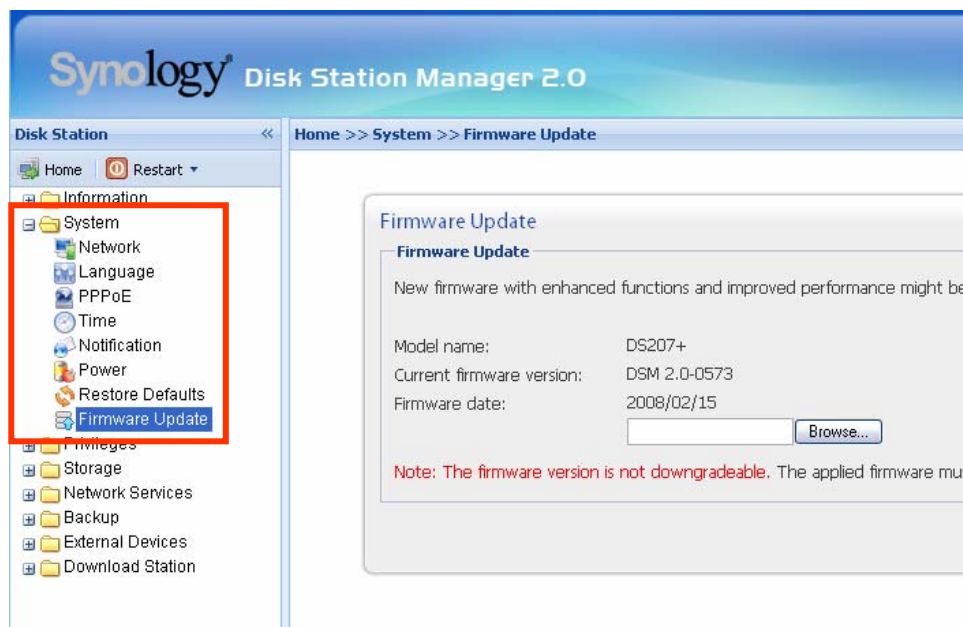 Synology® Disk Station Manager 2.0
Disk Station «
Home Restart
Information
System
Network
Language
PPPoE
Time
Notification
Power
Restore Defaults
Firmware Update
Privileges
Storage
Network Services
Backup
External Devices
Download Station
Home >> System >> Firmware Update
Firmware Update
Firmware Update
New firmware with enhanced functions and improved performance might be
Model name: DS207+
Current firmware version: DSM 2.0-0573
Firmware date: 2008/02/15
Browse...
Note: The firmware version is not downgradeable. The applied firmware mu